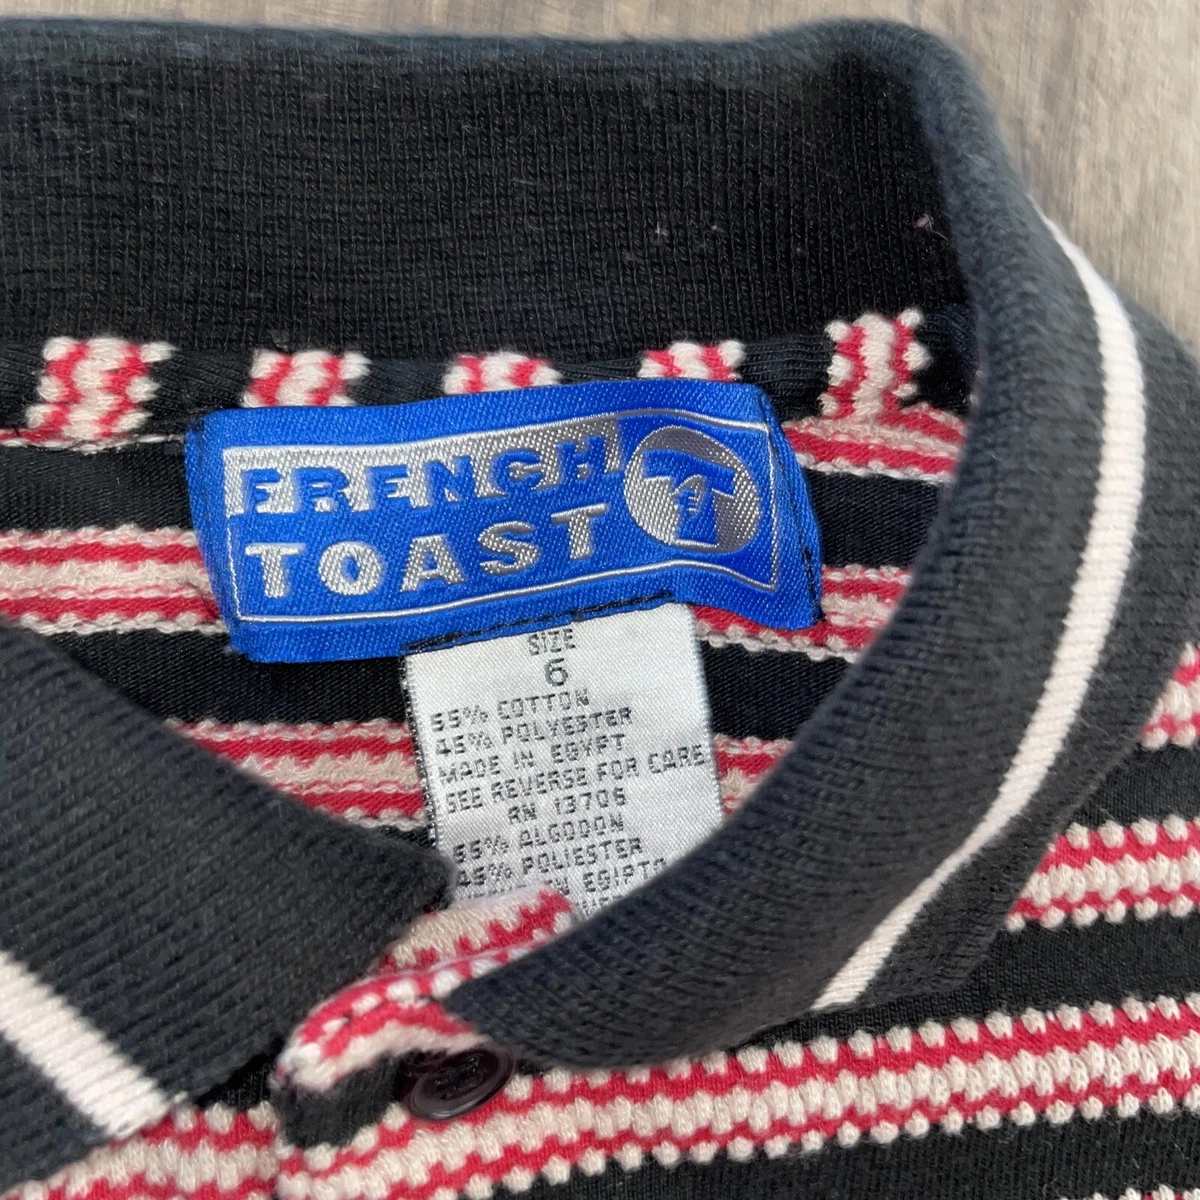 FRENCH
TOAST
SIZE
6
55% COTTON
45% POLYESTER
MADE IN EGYPT
SEE REVERSE FOR CARE
RN 13706
55% ALGODON
45% POLIESTER
EGIPTO